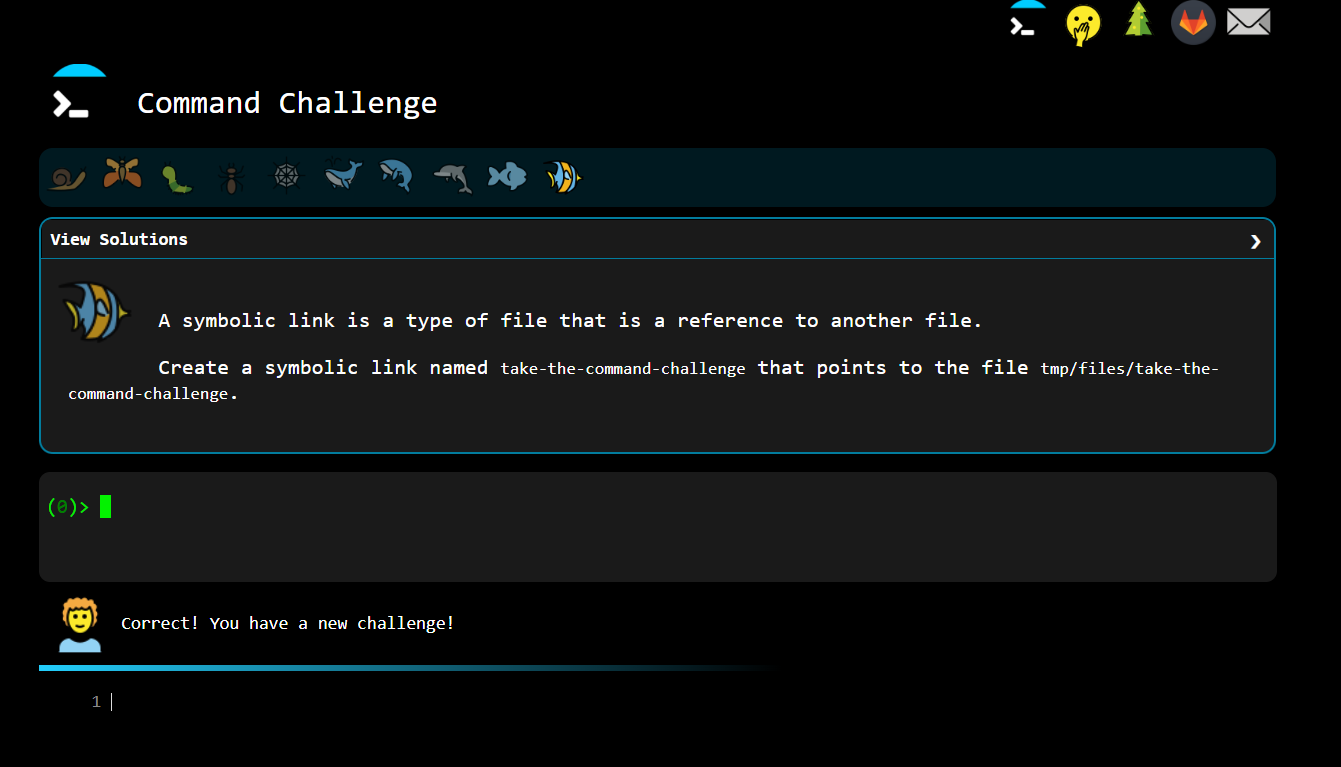 Command Challenge
View Solutions
A symbolic link is a type of file that is a reference to another file.
Create a symbolic link named take-the-command-challenge that points to the file tmp/files/take-the-
command-challenge.
(0)>
Correct! You have a new challenge!
1